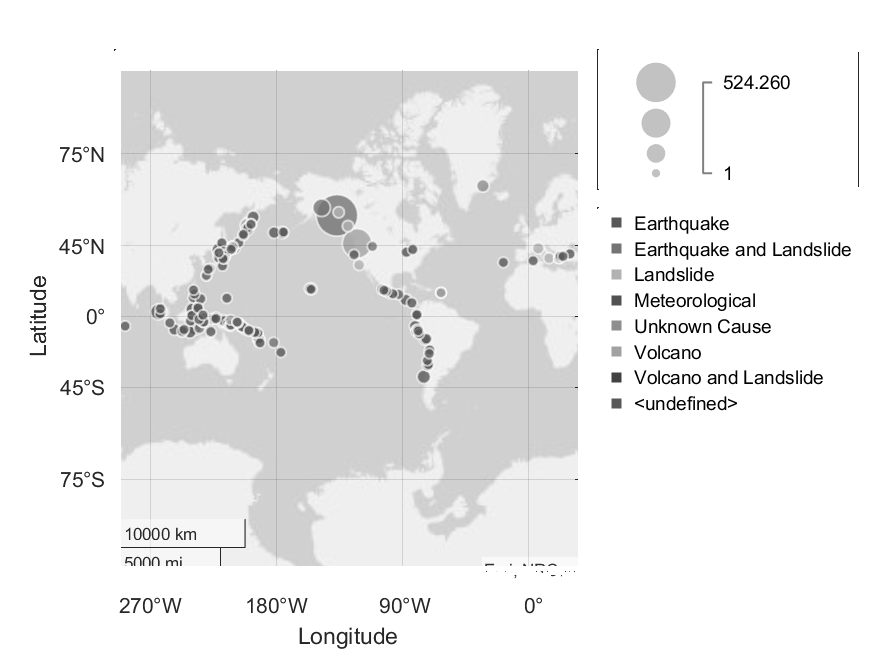 524.260
1
75°N
45°N
0°
45°S
75°S
Latitude
10000 km
5000 mi
270°W
180°W
90°W
0°
Longitude
Earthquake
Earthquake and Landslide
Landslide
Meteorological
Unknown Cause
Volcano
Volcano and Landslide
<undefined>